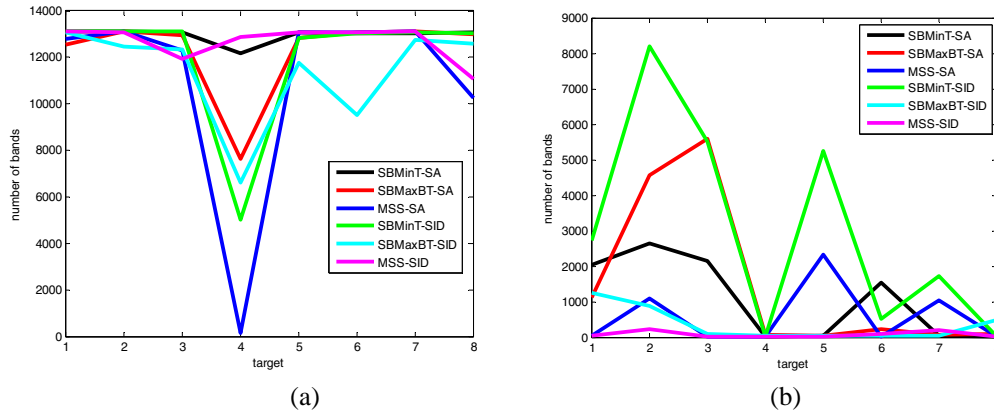 14000
12000
10000
8000
6000
4000
2000
0
number of bands
1 2 3 4 5 6 7 8
target
SBMinT-SA
SBMaxBT-SA
MSS-SA
SBMinT-SID
SBMaxBT-SID
MSS-SID
(a)
9000
8000
7000
6000
5000
4000
3000
2000
1000
0
number of bands
1 2 3 4 5 6 7
target
SBMinT-SA
SBMaxBT-SA
MSS-SA
SBMinT-SID
SBMaxBT-SID
MSS-SID
(b)